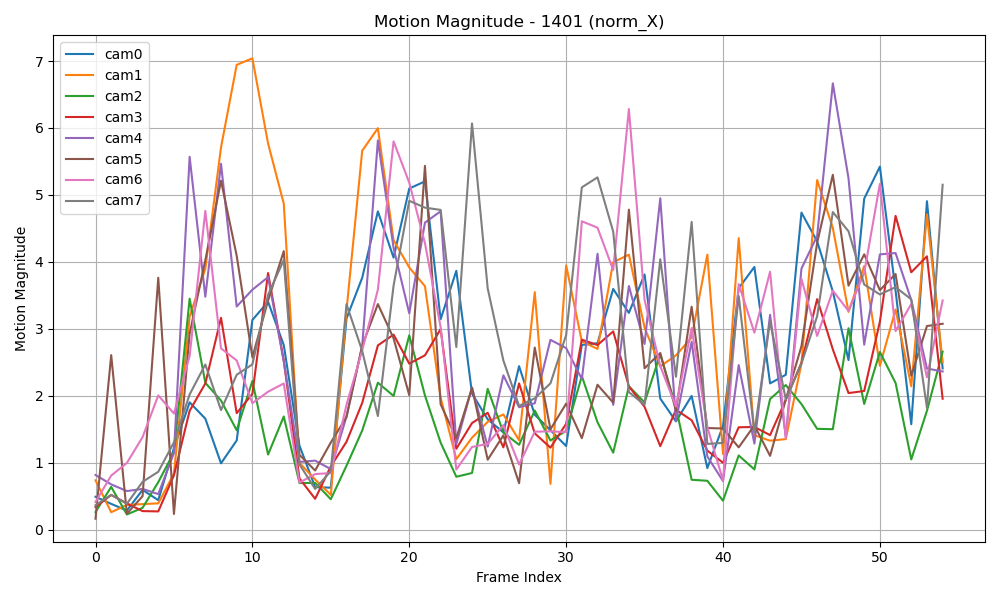 Motion Magnitude - 1401 (norm_X)
cam0
cam1
cam2
cam3
cam4
cam5
cam6
cam7
Motion Magnitude
7
6
5
4
3
2
1
0
0 10 20 30 40 50
Frame Index